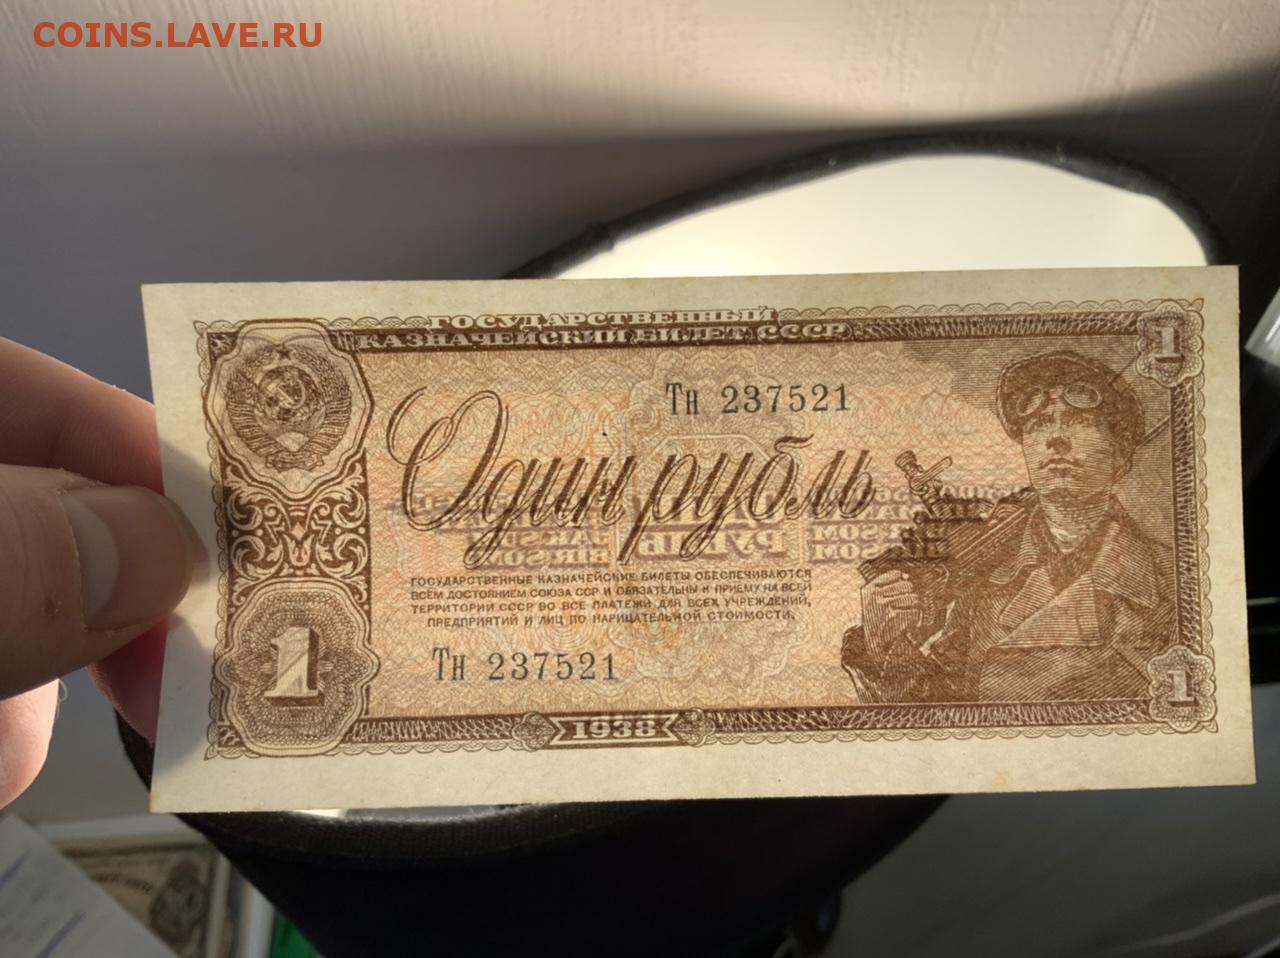 COINS.LAVE.RU
ГОСУДАРСТВЕННЫЙ
КАЗНАЧЕЙСКИЙ БИЛЕТ СССР
1
Тн 237521
Один рубль
ГОСУДАРСТВЕННЫЕ КАЗНАЧЕЙСКИЕ БИЛЕТЫ ОБЕСПЕЧИВАЮТСЯ
ВСЕМ ДОСТОЯНИЕМ СОЮЗА ССР И ОБЯЗАТЕЛЬНЫ К ПРИЕМУ НА ВСЕЙ
ТЕРРИТОРИИ СССР ВО ВСЕ ПЛАТЕЖИ ДЛЯ ВСЕХ УЧРЕЖДЕНИЙ,
ПРЕДПРИЯТИЙ И ЛИЦ ПО НАРИЦАТЕЛЬНОЙ СТОИМОСТИ.
Тн 237521
1
1
1938